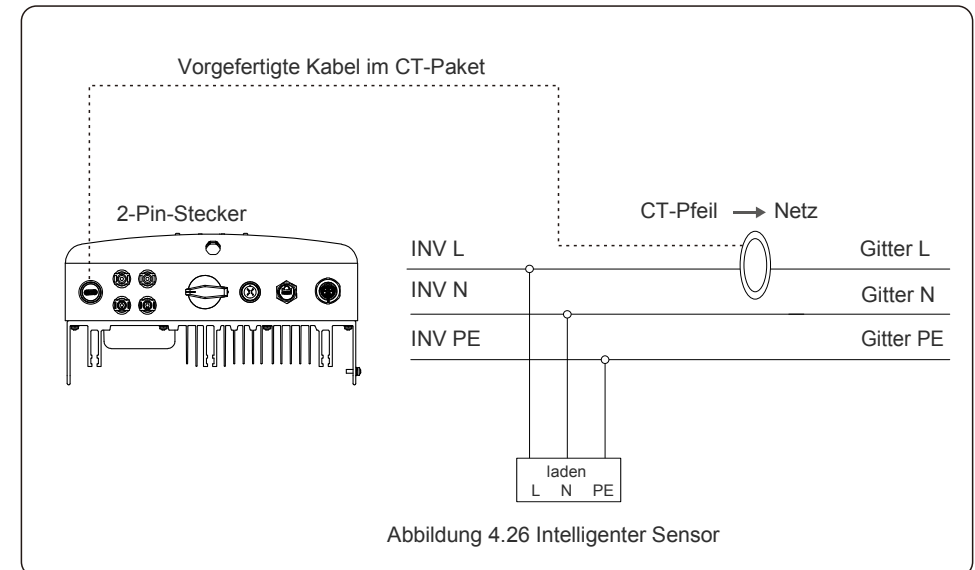 Vorgefertigte Kabel im CT-Paket
2-Pin-Stecker
CT-Pfeil → Netz
INV L
Gitter L
INV N
Gitter N
INV PE
Gitter PE
laden
L N PE
Abbildung 4.26 Intelligenter Sensor